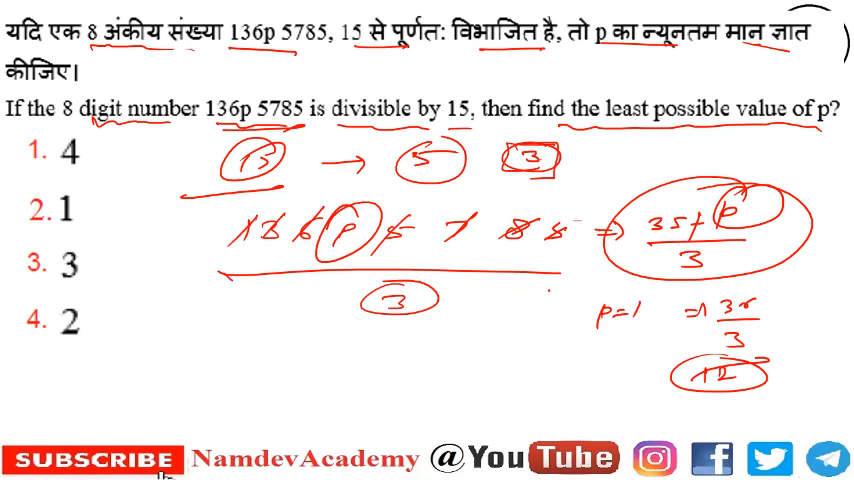 यदि एक 8 अंकीय संख्या 136p 5785, 15 से पूर्णत: विभाजित है, तो p का न्यूनतम मान ज्ञात
कीजिए।
If the 8 digit number 136p 5785 is divisible by 15, then find the least possible value of p?
1. 4
15 → 5 3
2. 1
1 3 6 p 5 7 8 5 ⇒ 35+p
3
3. 3
3
p=1 ⇒ 36
3
4. 2
12
SUBSCRIBE NamdevAcademy @YouTube